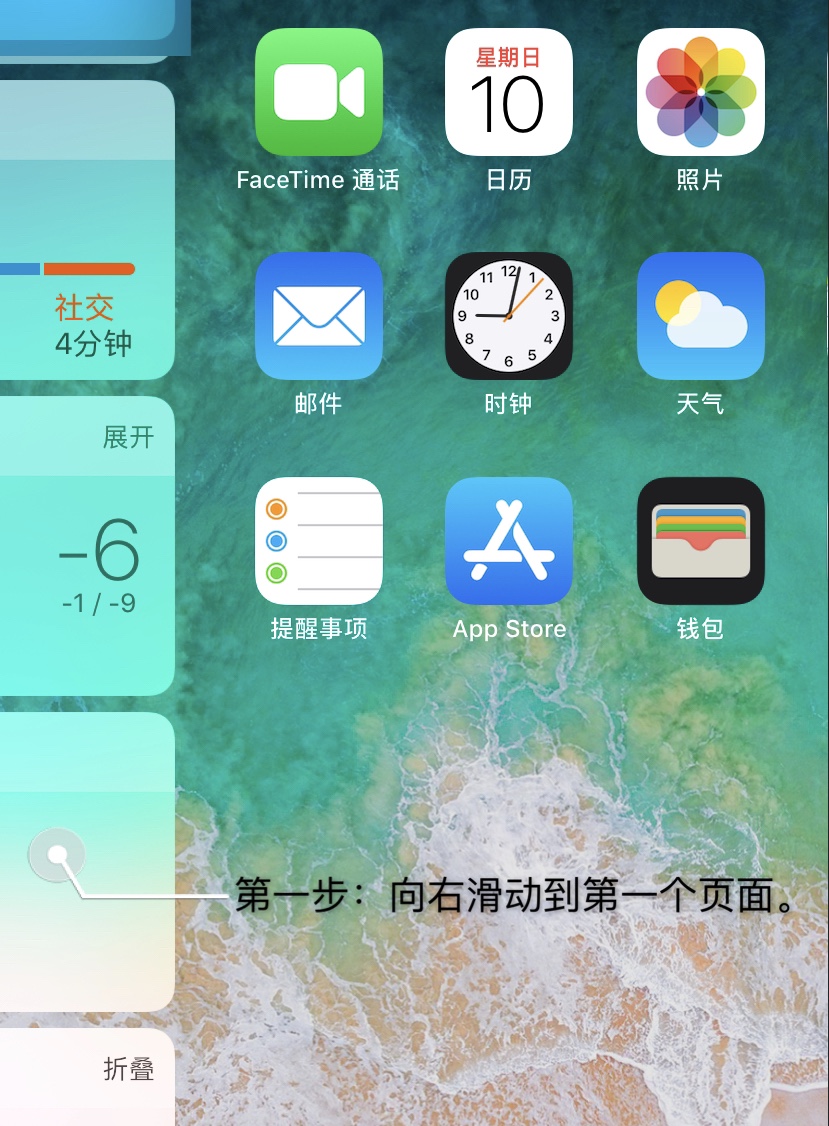 星期日
10
FaceTime 通话
日历
照片
社交
4分钟
12
11
1
10
2
9
3
8
4
7
6
5
邮件
时钟
天气
展开
-6
-1 / -9
提醒事项
App Store
钱包
第一步：向右滑动到第一个页面。
折叠